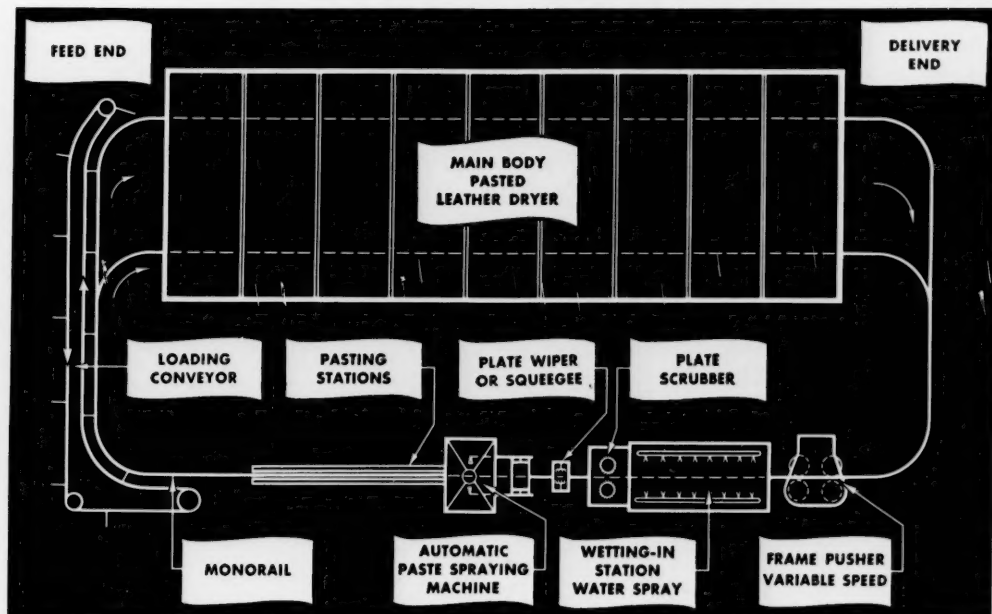 FEED END
DELIVERY
END
MAIN BODY
PASTED
LEATHER DRYER
LOADING
CONVEYOR
PASTING
STATIONS
PLATE WIPER
OR SQUEEGEE
PLATE
SCRUBBER
MONORAIL
AUTOMATIC
PASTE SPRAYING
MACHINE
WETTING-IN
STATION
WATER SPRAY
FRAME PUSHER
VARIABLE SPEED